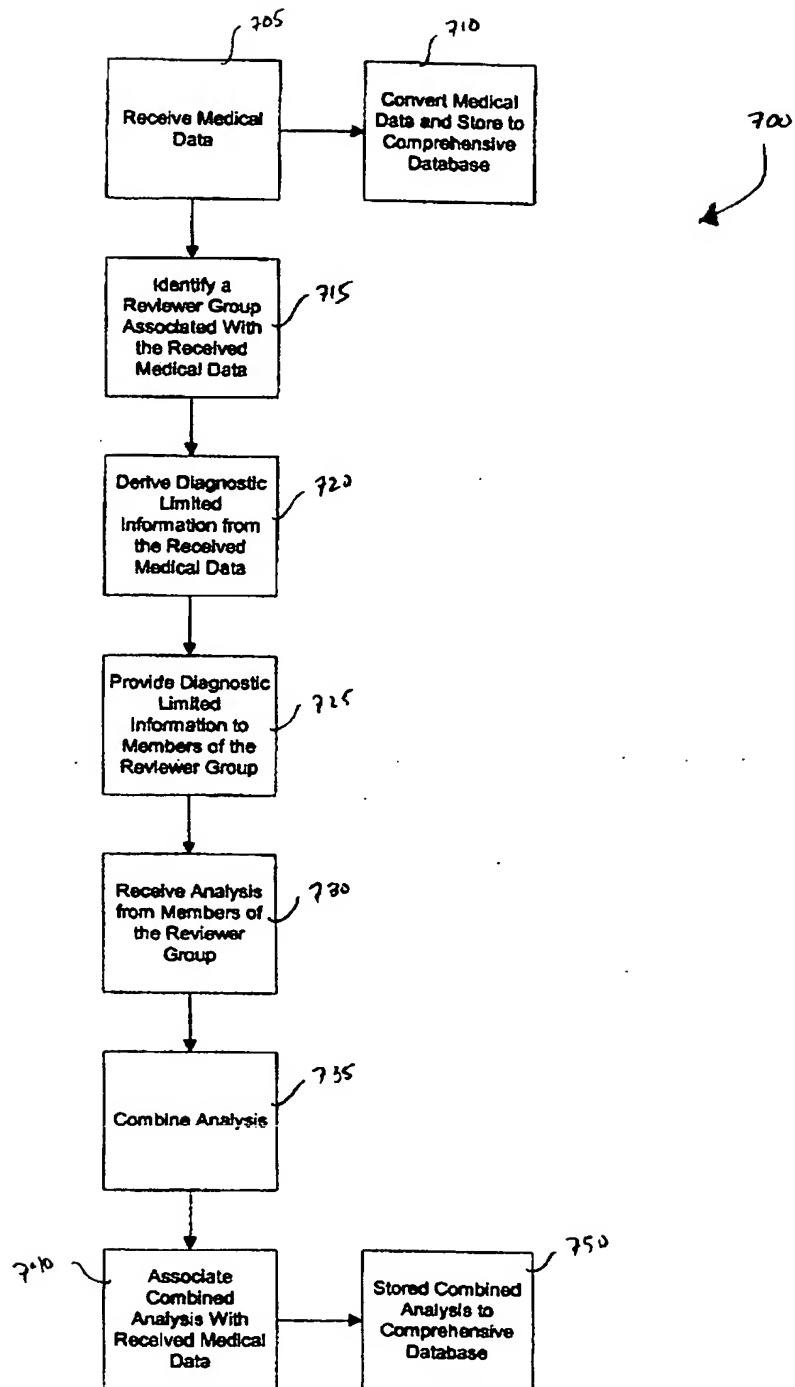 705
710
Receive Medical
Data
Convert Medical
Data and Store to
Comprehensive
Database
700
Identify a
Reviewer Group
Associated With
the Received
Medical Data
715
Derive Diagnostic
Limited
Information from
the Received
Medical Data
720
Provide Diagnostic
Limited
Information to
Members of the
Reviewer Group
725
Receive Analysis
from Members of
the Reviewer
Group
730
Combine Analysis
735
740
Associate
Combined
Analysis With
Received Medical
Data
750
Stored Combined
Analysis to
Comprehensive
Database